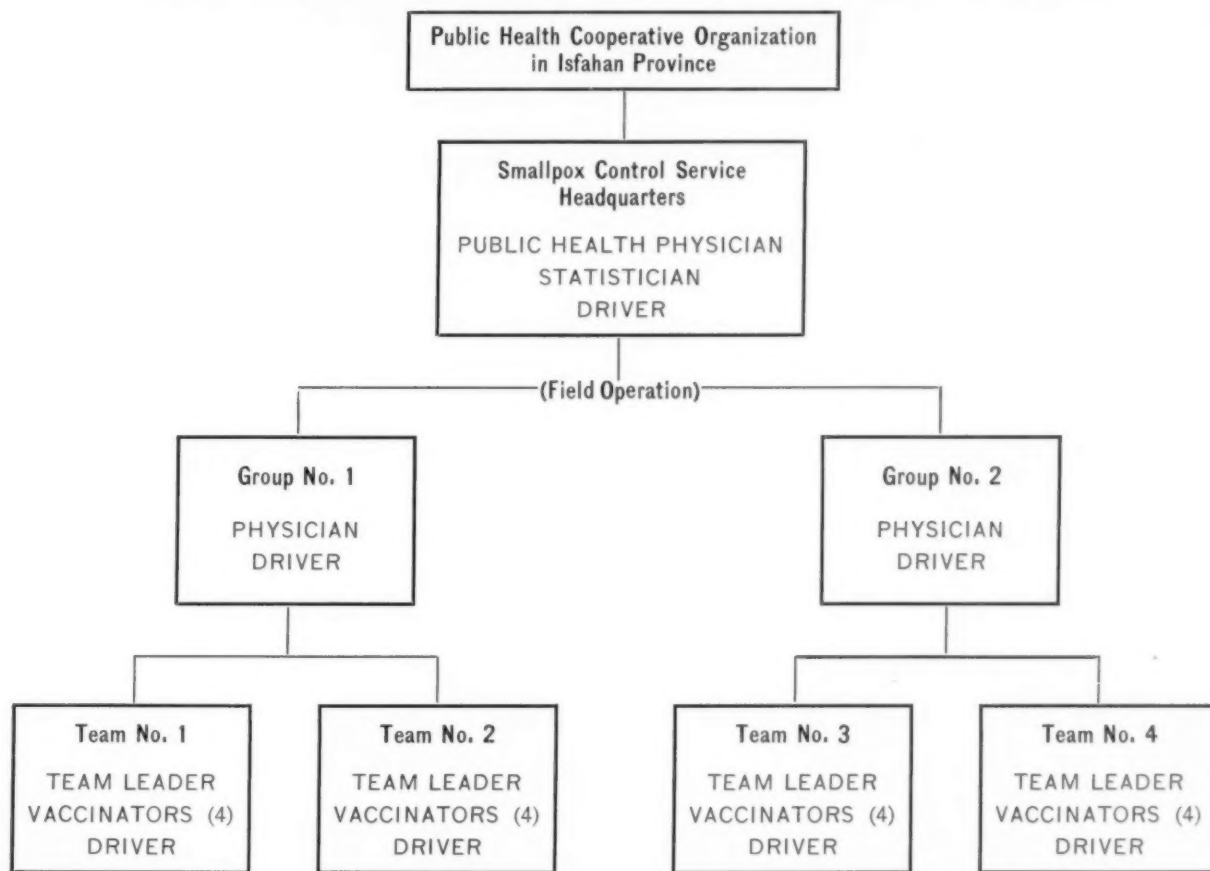 Public Health Cooperative Organization
in Isfahan Province
Smallpox Control Service
Headquarters
PUBLIC HEALTH PHYSICIAN
STATISTICIAN
DRIVER
(Field Operation)
Group No. 1
PHYSICIAN
DRIVER
Group No. 2
PHYSICIAN
DRIVER
Team No. 1
TEAM LEADER
VACCINATORS (4)
DRIVER
Team No. 2
TEAM LEADER
VACCINATORS (4)
DRIVER
Team No. 3
TEAM LEADER
VACCINATORS (4)
DRIVER
Team No. 4
TEAM LEADER
VACCINATORS (4)
DRIVER